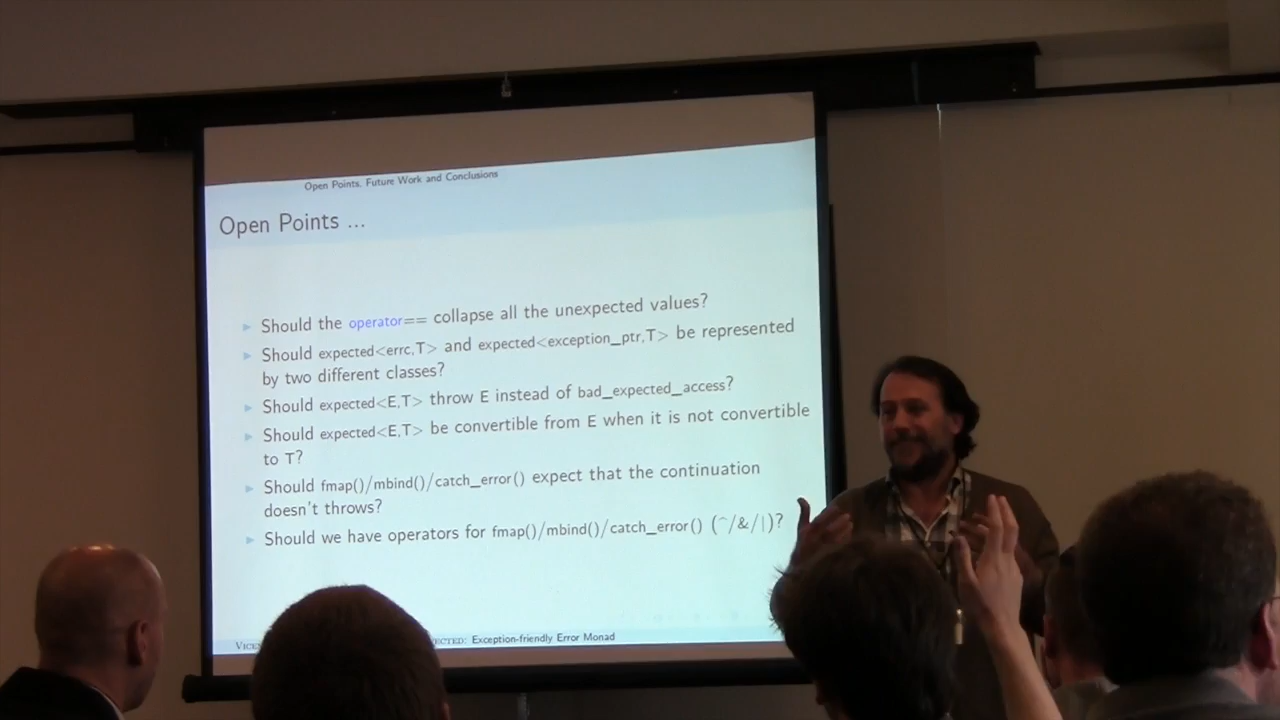 Open Points, Future Work and Conclusions
Open Points ...
► Should the operator== collapse all the unexpected values?
► Should expected<errc,T> and expected<exception_ptr,T> be represented
by two different classes?
► Should expected<E,T> throw E instead of bad_expected_access?
► Should expected<E,T> be convertible from E when it is not convertible
to T?
► Should fmap()/mbind()/catch_error() expect that the continuation
doesn't throws?
► Should we have operators for fmap()/mbind()/catch_error() (^/&/|)?
Exception-friendly Error Monad